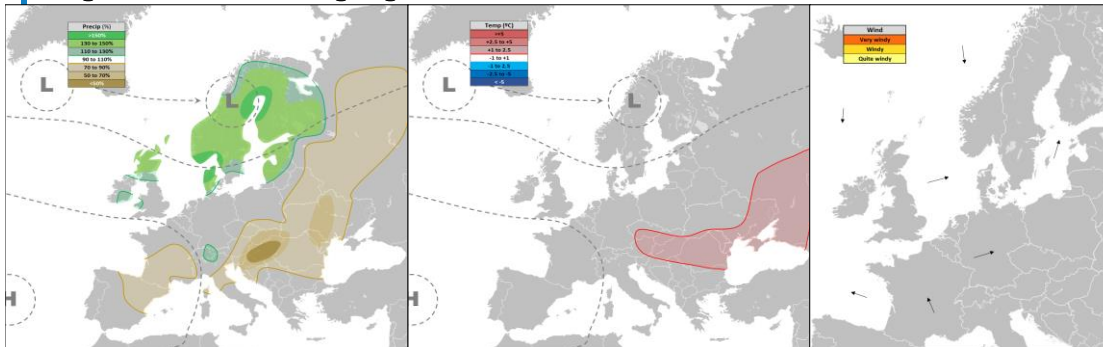 Precip (%)
>150%
130 to 150%
110 to 130%
90 to 110%
70 to 90%
50 to 70%
<50%
L
L
H
Temp (ºC)
>+5
+2.5 to +5
+1 to 2.5
-1 to +1
-1 to 2.5
-2.5 to -5
< -5
L
L
H
Wind
Very windy
Windy
Quite windy